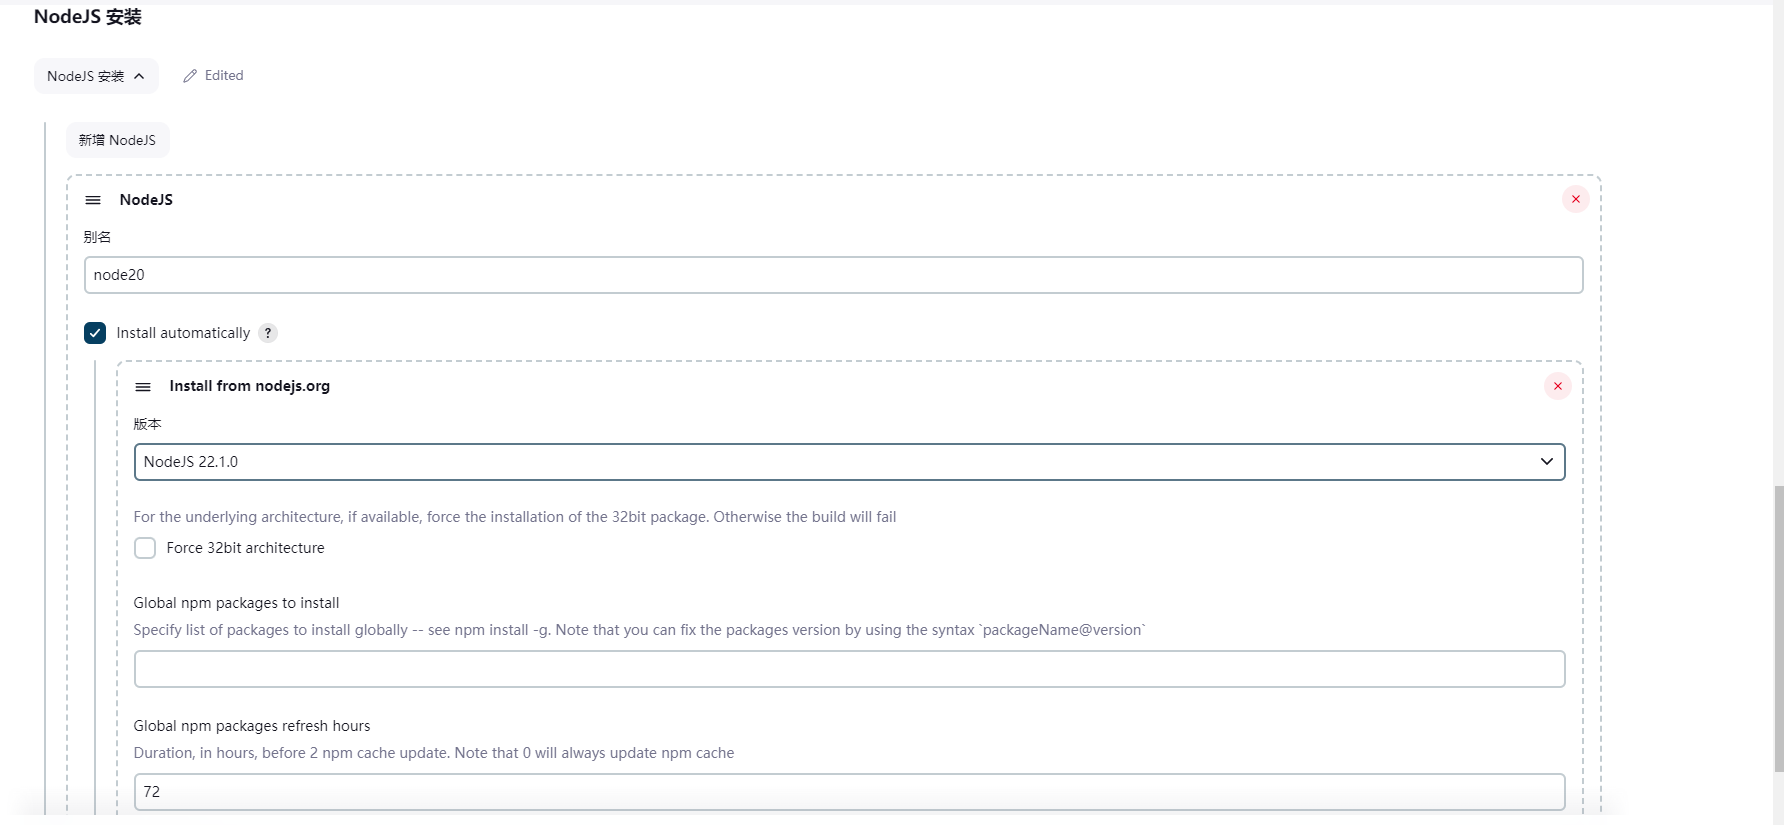 NodeJS 安装
NodeJS 安装
Edited
新增 NodeJS
NodeJS
别名
node20
Install automatically ?
Install from nodejs.org
版本
NodeJS 22.1.0
For the underlying architecture, if available, force the installation of the 32bit package. Otherwise the build will fail
Force 32bit architecture
Global npm packages to install
Specify list of packages to install globally -- see npm install -g. Note that you can fix the packages version by using the syntax `packageName@version`
Global npm packages refresh hours
Duration, in hours, before 2 npm cache update. Note that 0 will always update npm cache
72